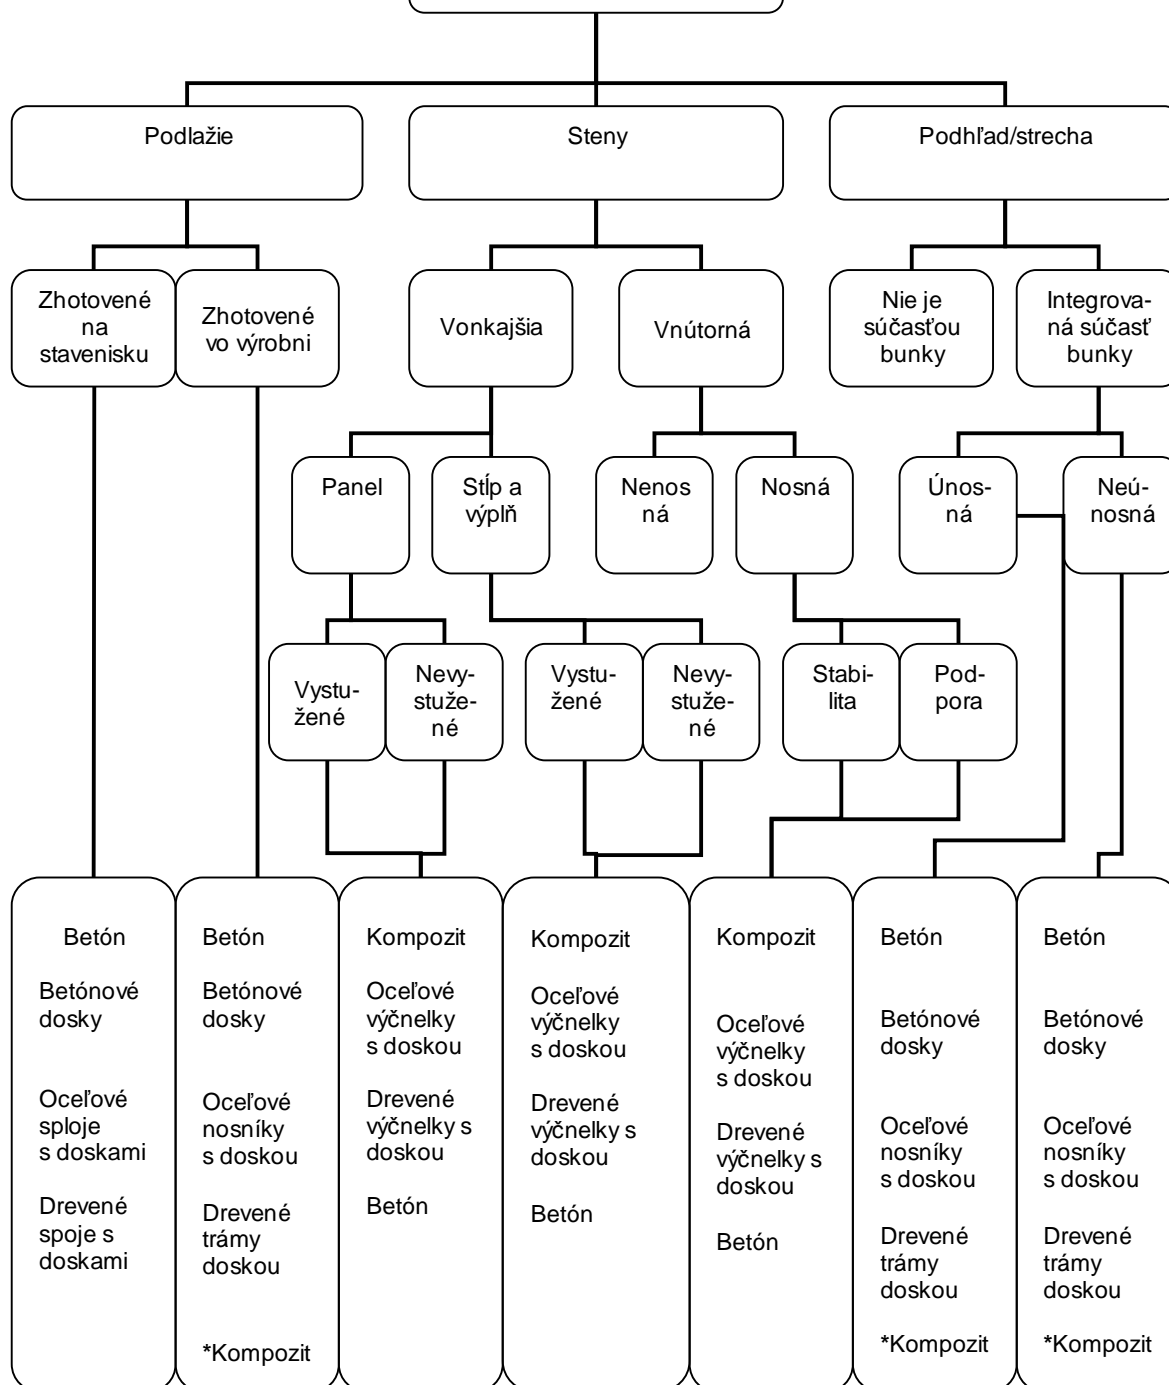 Podlažie
Steny
Podhľad/strecha
Zhotovené
na
stavenisku
Zhotovené
vo výrobni
Vonkajšia
Vnútorná
Nie je
súčasťou
bunky
Integrova-
ná súčasť
bunky
Panel
Stĺp a
výplň
Nenos
ná
Nosná
Únos-
ná
Neú-
nosná
Vystu-
žené
Nevy-
stuže-
né
Vystu-
žené
Nevy-
stuže-
né
Stabi-
lita
Pod-
pora
Betón
Betónové
dosky
Oceľové
sploje
s doskami
Drevené
spoje s
doskami
Betón
Betónové
dosky
Oceľové
nosníky
s doskou
Drevené
trámy
doskou
*Kompozit
Kompozit
Oceľové
výčnelky
s doskou
Drevené
výčnelky s
doskou
Betón
Kompozit
Oceľové
výčnelky
s doskou
Drevené
výčnelky s
doskou
Betón
Kompozit
Oceľové
výčnelky
s doskou
Drevené
výčnelky s
doskou
Betón
Betón
Betónové
dosky
Oceľové
nosníky
s doskou
Drevené
trámy
doskou
*Kompozit
Betón
Betónové
dosky
Oceľové
nosníky
s doskou
Drevené
trámy
doskou
*Kompozit